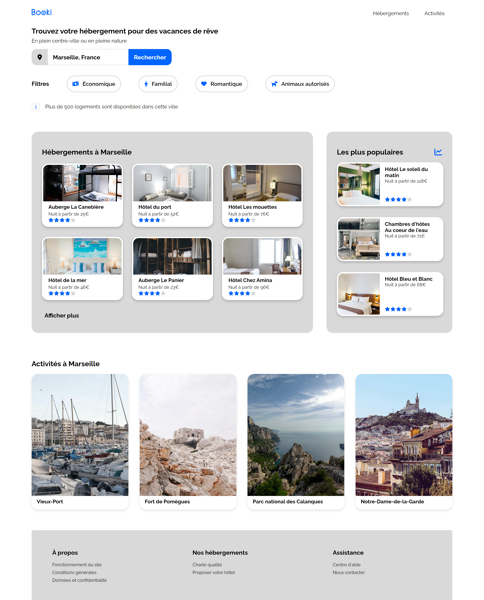 Booki
Hébergements
Activités
Trouvez votre hébergement pour des vacances de rêve
En plein centre-ville ou en pleine nature
Marseille, France
Rechercher
Filtres
Économique
Familial
Romantique
Animaux autorisés
Plus de 500 logements sont disponibles dans cette ville
Hébergements à Marseille
Auberge La Canebière
Nuit à partir de 25€
Hôtel du port
Nuit à partir de 52€
Hôtel Les mouettes
Nuit à partir de 76€
Hôtel de la mer
Nuit à partir de 46€
Auberge Le Panier
Nuit à partir de 23€
Hôtel Chez Amina
Nuit à partir de 96€
Afficher plus
Les plus populaires
Hôtel Le soleil du
matin
Nuit à partir de 128€
Chambres d'hôtes
Au coeur de l'eau
Nuit à partir de 71€
Hôtel Bleu et Blanc
Nuit à partir de 68€
Activités à Marseille
Vieux-Port
Fort de Pomègues
Parc national des Calanques
Notre-Dame-de-la-Garde
À propos
Fonctionnement du site
Conditions générales
Données et confidentialité
Nos hébergements
Charte qualité
Proposer votre hôtel
Assistance
Centre d'aide
Nous contacter